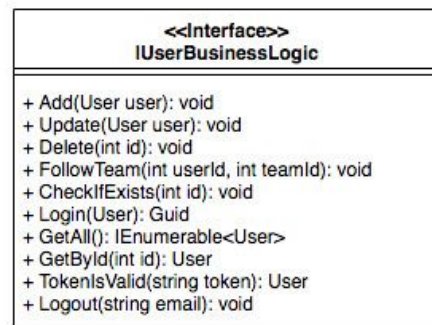 <<Interface>>
IUserBusinessLogic
+ Add(User user): void
+ Update(User user): void
+ Delete(int id): void
+ FollowTeam(int userId, int teamId): void
+ CheckIfExists(int id): void
+ Login(User): Guid
+ GetAll(): IEnumerable<User>
+ GetById(int id): User
+ TokenIsValid(string token): User
+ Logout(string email): void